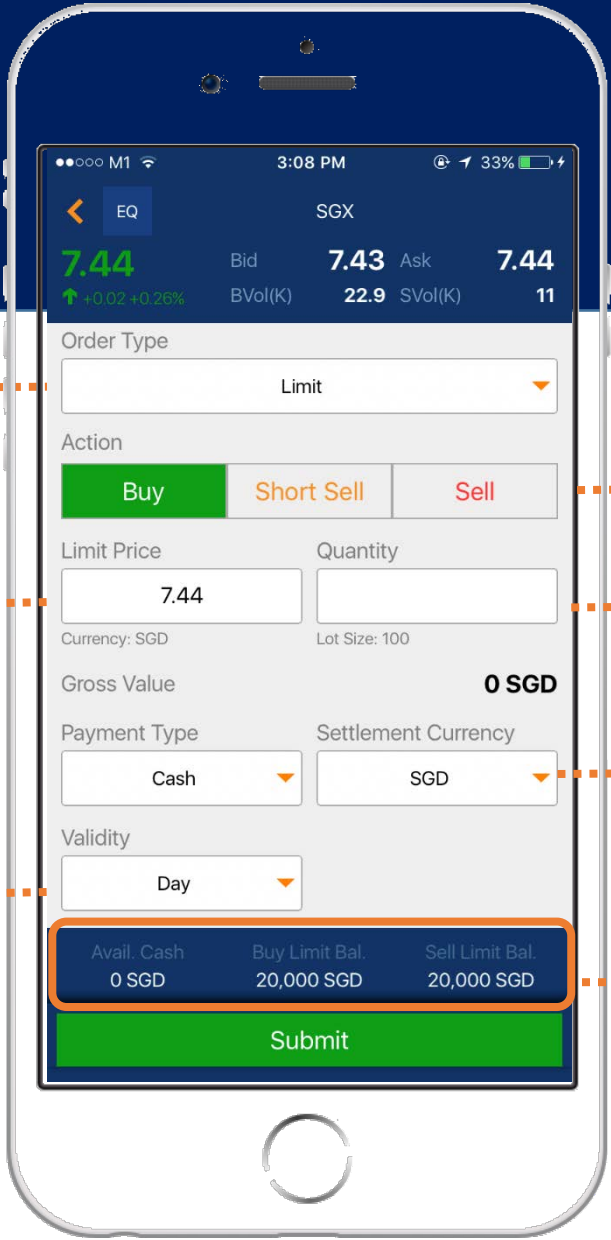 M1 3:08 PM 33%
EQ SGX
7.44 Bid 7.43 Ask 7.44
+0.02 +0.26% BVol(K) 22.9 SVol(K) 11
Order Type
Limit
Action
Buy Short Sell Sell
Limit Price Quantity
7.44
Currency: SGD Lot Size: 100
Gross Value 0 SGD
Payment Type Settlement Currency
Cash SGD
Validity
Day
Avail. Cash Buy Limit Bal. Sell Limit Bal.
0 SGD 20,000 SGD 20,000 SGD
Submit